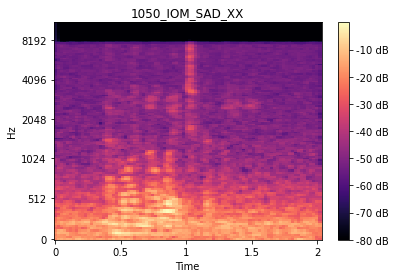 1050_IOM_SAD_XX
8192
4096
2048
1024
512
0
Hz
0
0.5
1
1.5
2
Time
-10 dB
-20 dB
-30 dB
-40 dB
-50 dB
-60 dB
-70 dB
-80 dB